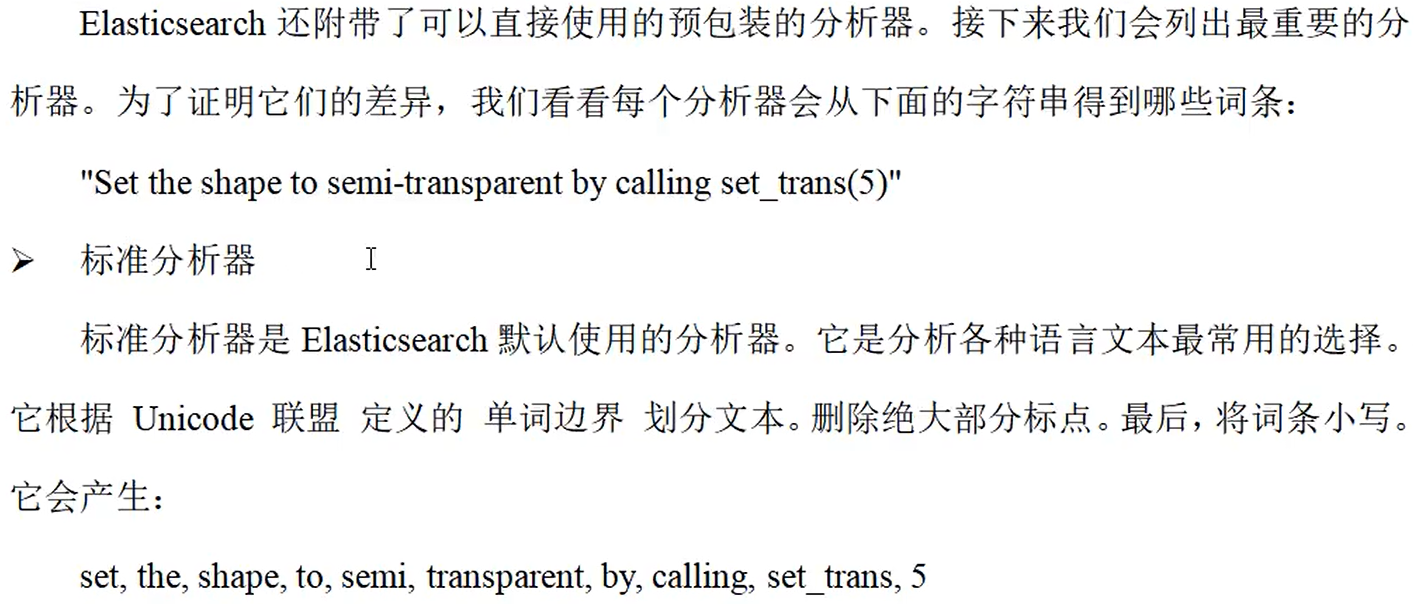 Elasticsearch 还附带了可以直接使用的预包装的分析器。接下来我们会列出最重要的分
析器。为了证明它们的差异，我们看看每个分析器会从下面的字符串得到哪些词条：
"Set the shape to semi-transparent by calling set_trans(5)"
➢ 标准分析器
标准分析器是 Elasticsearch 默认使用的分析器。它是分析各种语言文本最常用的选择。
它根据 Unicode 联盟 定义的 单词边界 划分文本。删除绝大部分标点。最后，将词条小写。
它会产生：
set, the, shape, to, semi, transparent, by, calling, set_trans, 5